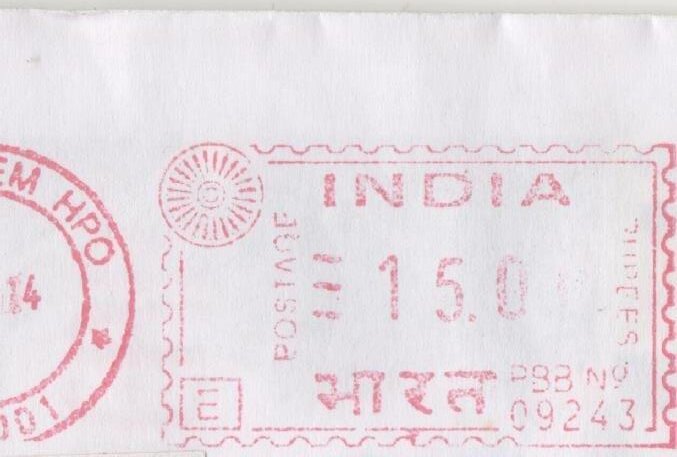 EM HPO
14
001
INDIA
POSTAGE
15.0
RUPEES
भारत
E
PBB Nº
09243